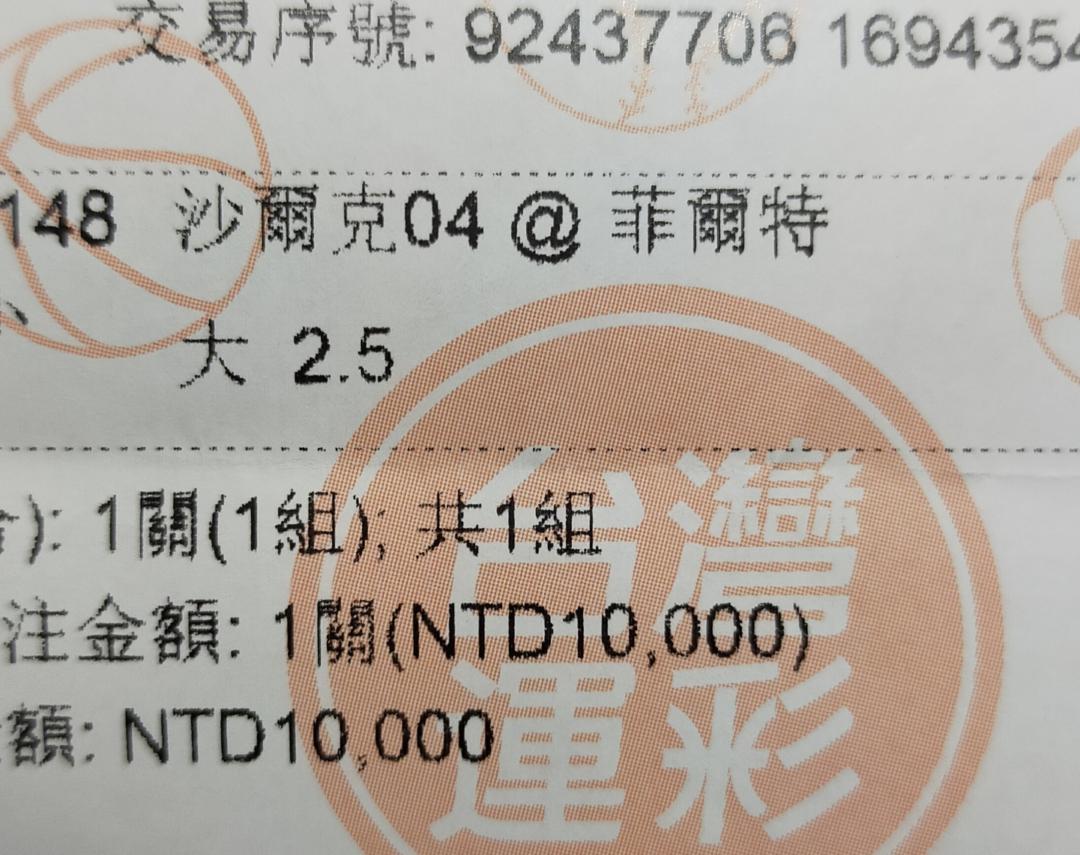 交易序號: 92437706 1694354
148 沙爾克04 @ 菲爾特
大 2.5
): 1關(1組); 共1組
注金額: 1關(NTD10,000)
額: NTD10,000
台灣
運彩